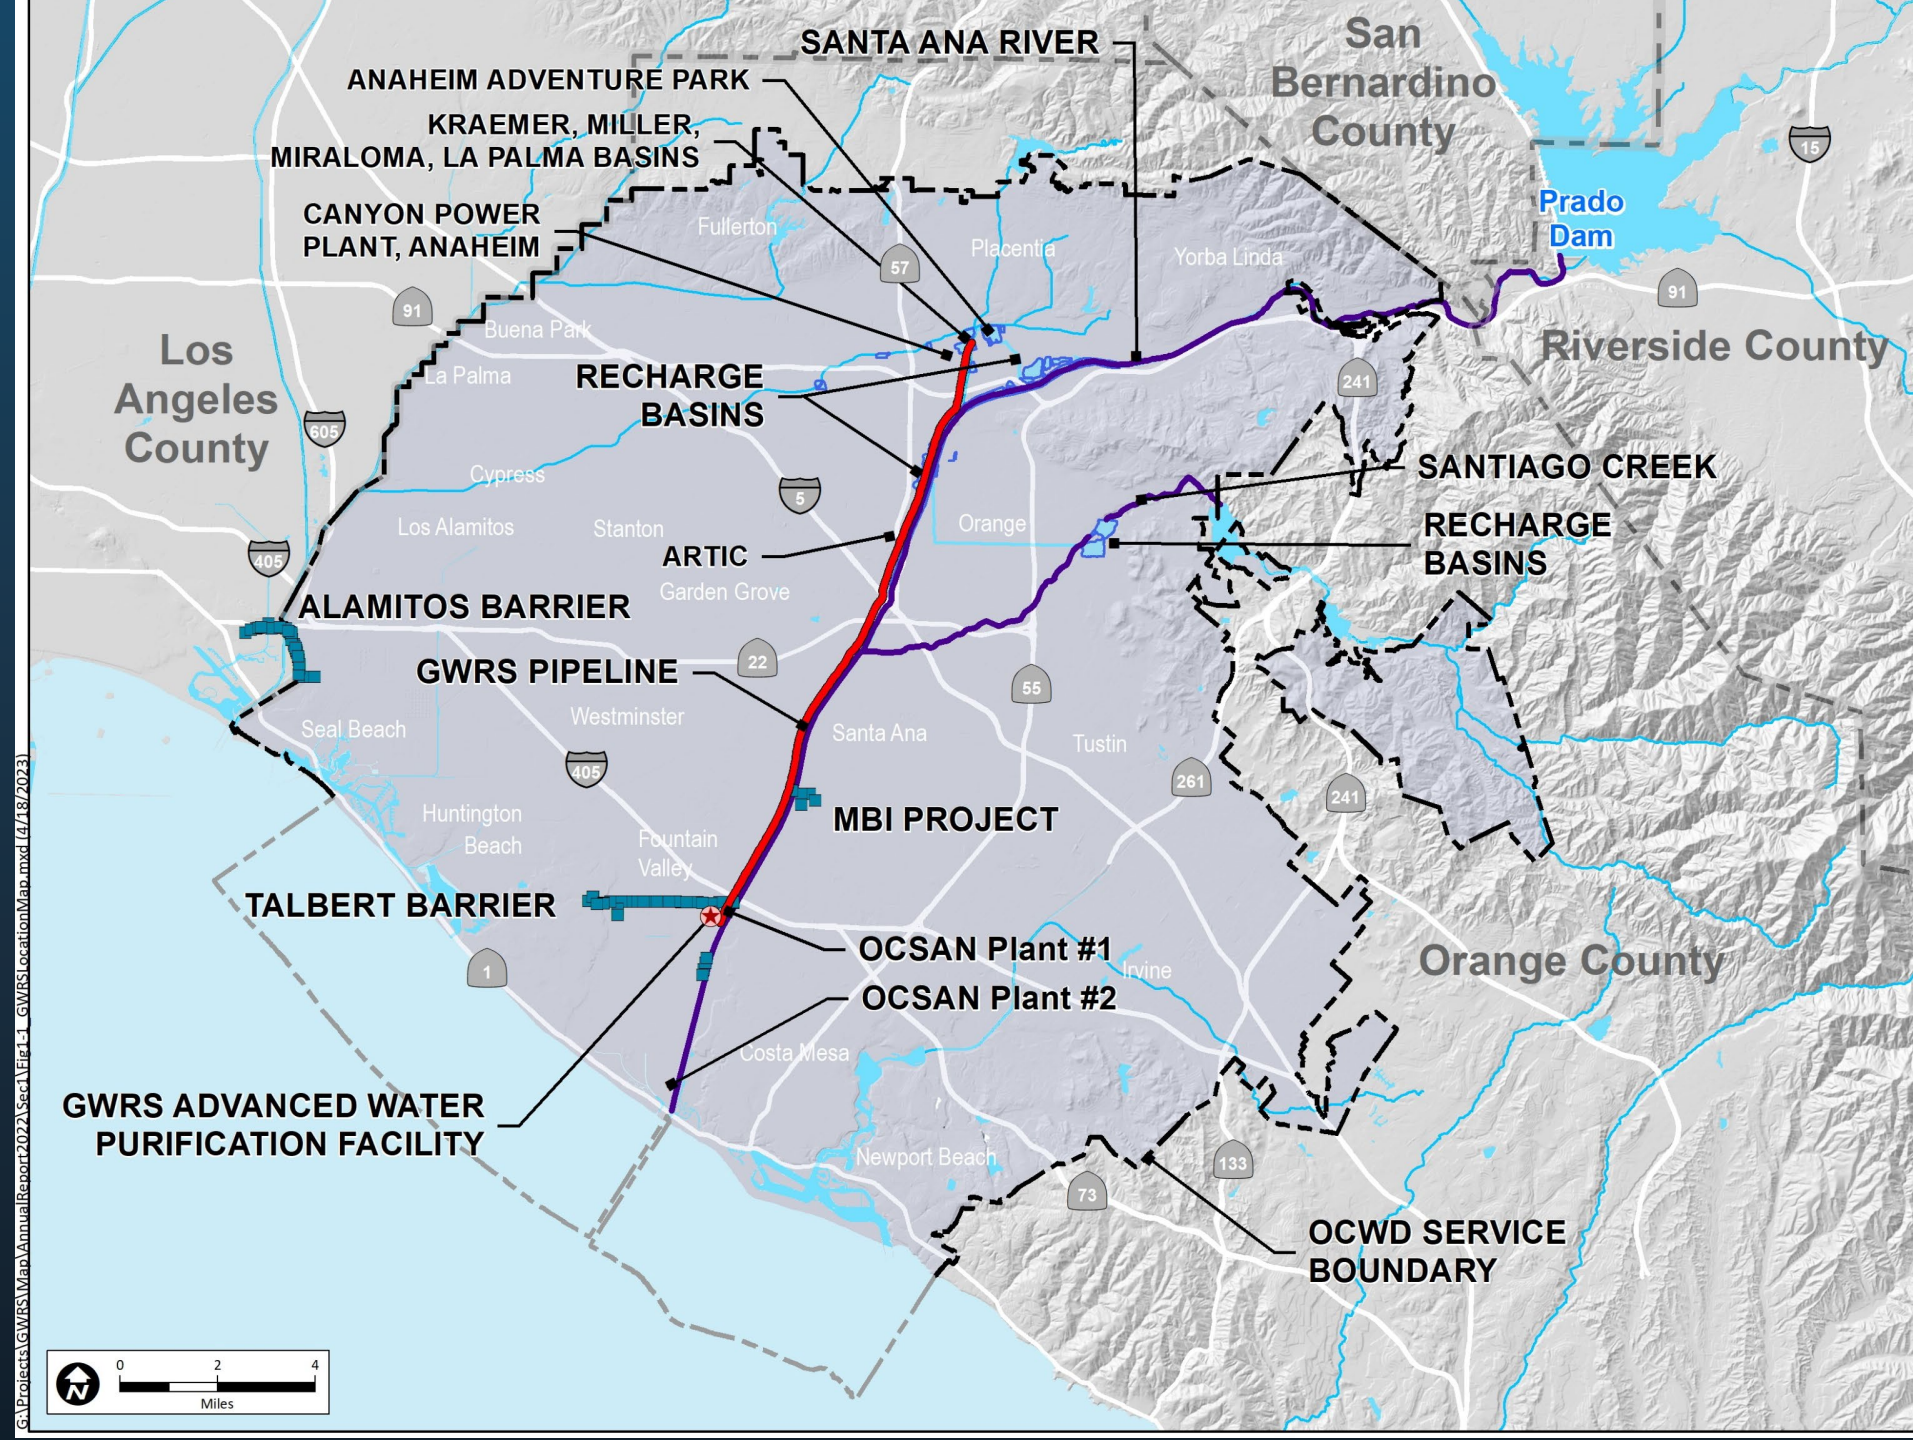 SANTA ANA RIVER
San
Bernardino
County
ANAHEIM ADVENTURE PARK
KRAEMER, MILLER,
MIRALOMA, LA PALMA BASINS
15
CANYON POWER
PLANT, ANAHEIM
Fullerton
Placentia
Yorba Linda
Prado
Dam
57
91
91
Buena Park
Los
Angeles
County
Riverside County
La Palma
RECHARGE
BASINS
241
605
Cypress
SANTIAGO CREEK
5
Los Alamitos
Stanton
Orange
RECHARGE
BASINS
405
ARTIC
Garden Grove
ALAMITOS BARRIER
GWRS PIPELINE
22
55
Seal Beach
Westminster
Santa Ana
Tustin
405
261
241
Huntington
Beach
MBI PROJECT
Fountain
Valley
TALBERT BARRIER
OCSAN Plant #1
Irvine
Orange County
1
OCSAN Plant #2
Costa Mesa
GWRS ADVANCED WATER
PURIFICATION FACILITY
Newport Beach
133
73
OCWD SERVICE
BOUNDARY
N
0 2 4
Miles
G:\Projects\GWRS\Map\AnnualReport2022\Sec1\Fig1-1_GWRSLocationMap.mxd (4/18/2023)